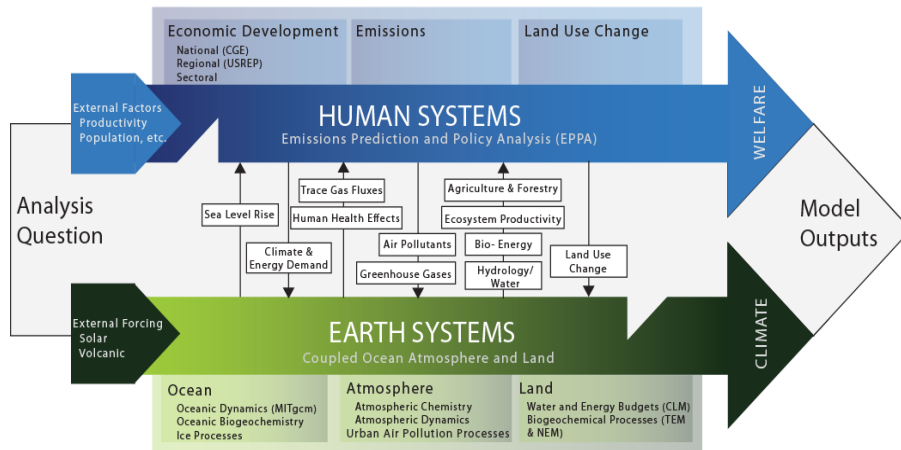 Economic Development
National (CGE)
Regional (USREP)
Sectoral
Emissions
Land Use Change
External Factors
Productivity
Population, etc.
HUMAN SYSTEMS
Emissions Prediction and Policy Analysis (EPPA)
WELFARE
Analysis
Question
Sea Level Rise
Climate &
Energy Demand
Trace Gas Fluxes
Human Health Effects
Air Pollutants
Greenhouse Gases
Agriculture & Forestry
Ecosystem Productivity
Bio- Energy
Hydrology/
Water
Land Use
Change
Model
Outputs
External Forcing
Solar
Volcanic
EARTH SYSTEMS
Coupled Ocean Atmosphere and Land
CLIMATE
Ocean
Oceanic Dynamics (MITgcm)
Oceanic Biogeochemistry
Ice Processes
Atmosphere
Atmospheric Chemistry
Atmospheric Dynamics
Urban Air Pollution Processes
Land
Water and Energy Budgets (CLM)
Biogeochemical Processes (TEM
& NEM)